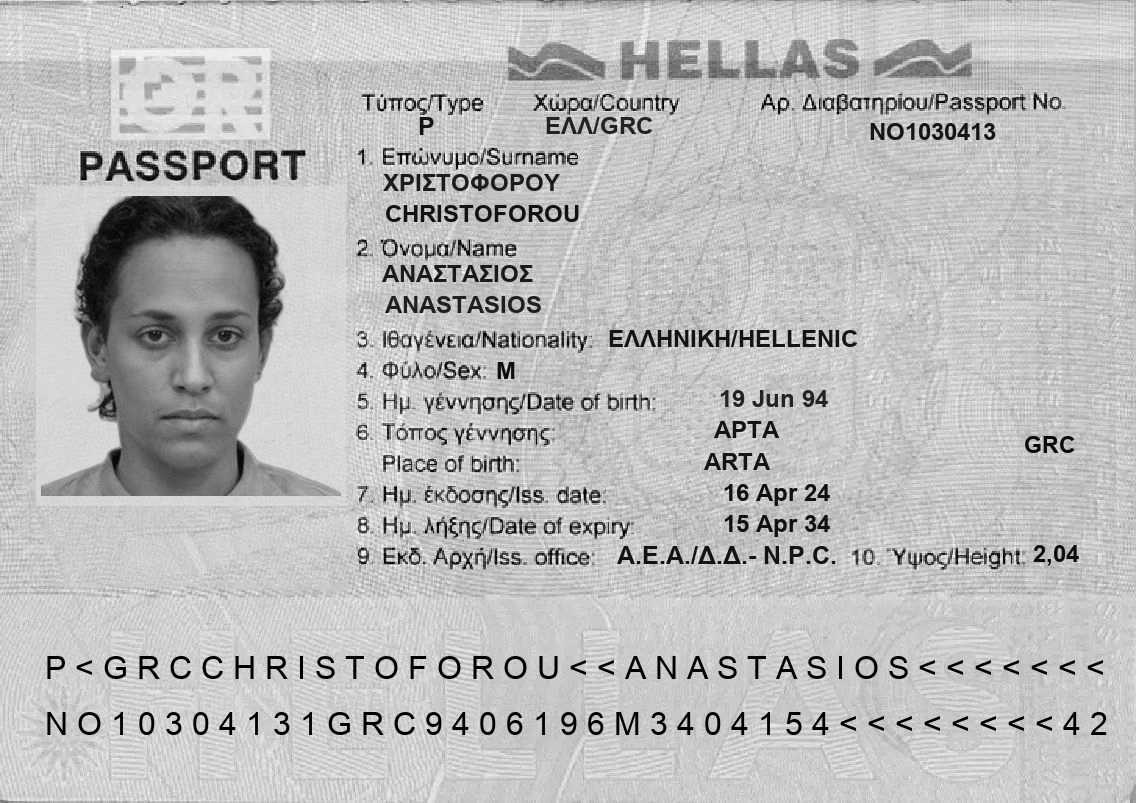 HELLAS
GR
PASSPORT
Τύπος/Type Χώρα/Country Αρ. Διαβατηρίου/Passport No.
P ΕΛΛ/GRC NO1030413
1. Επώνυμο/Surname
ΧΡΙΣΤΟΦΟΡΟΥ
CHRISTOFOROU
2. Όνομα/Name
ΑΝΑΣΤΑΣΙΟΣ
ANASTASIOS
3. Ιθαγένεια/Nationality: ΕΛΛΗΝΙΚΗ/HELLENIC
4. Φύλο/Sex: M
5. Ημ. γέννησης/Date of birth: 19 Jun 94
6. Τόπος γέννησης: ΑΡΤΑ
Place of birth: ARTA GRC
7. Ημ. έκδοσης/Iss. date: 16 Apr 24
8. Ημ. λήξης/Date of expiry: 15 Apr 34
9 Εκδ. Αρχή/Iss. office: Α.Ε.Α./Δ.Δ.- N.P.C. 10. Ύψος/Height: 2,04
HELLAS
P<GRCCHRISTOFOROU<<ANASTASIOS<<<<<<<
NO10304131GRC9406196M3404154<<<<<<<<42